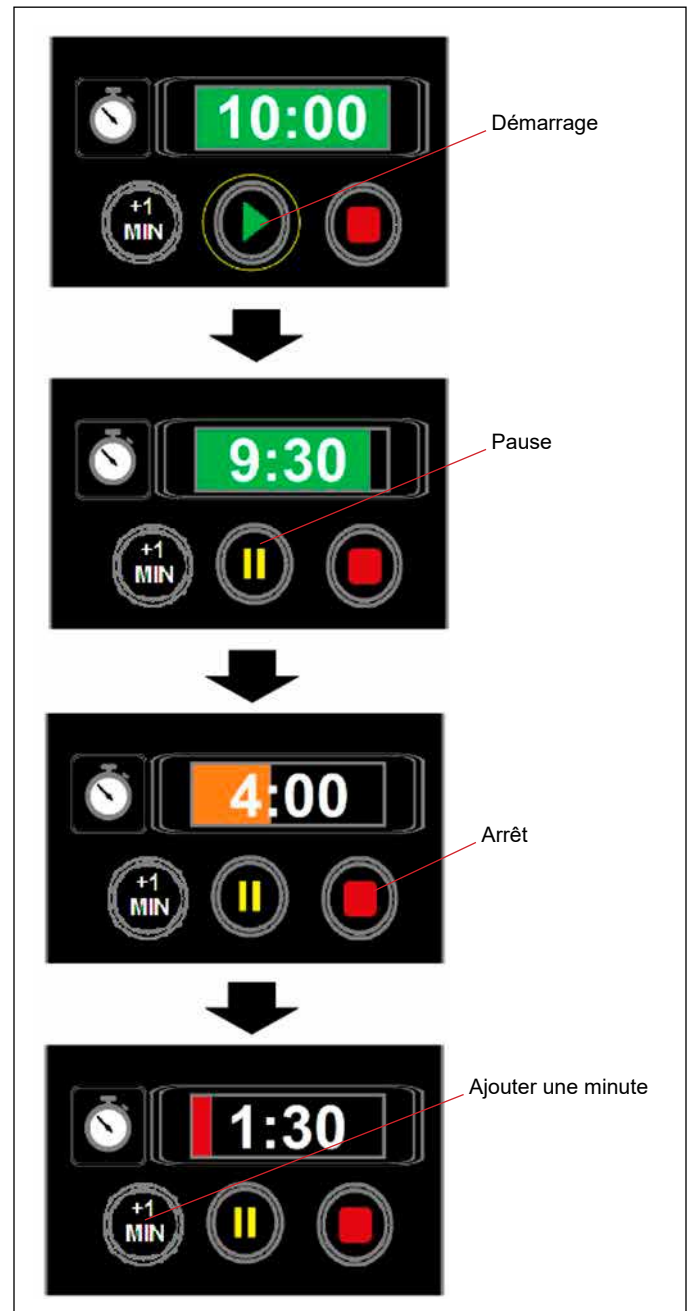 10:00
Démarrage
+1
MIN
9:30
Pause
+1
MIN
4:00
Arrêt
+1
MIN
1:30
Ajouter une minute
+1
MIN